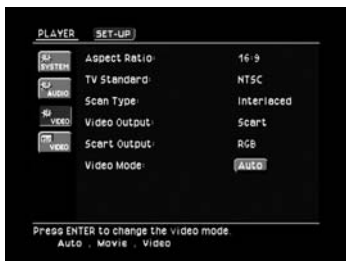 PLAYER SET-UP
SYSTEM
AUDIO
VIDEO
VIDEO
Aspect Ratio: 16:9
TV Standard: NTSC
Scan Type: Interlaced
Video Output: Scart
Scart Output: RGB
Video Mode: Auto
Press ENTER to change the video mode.
Auto , Movie , Video